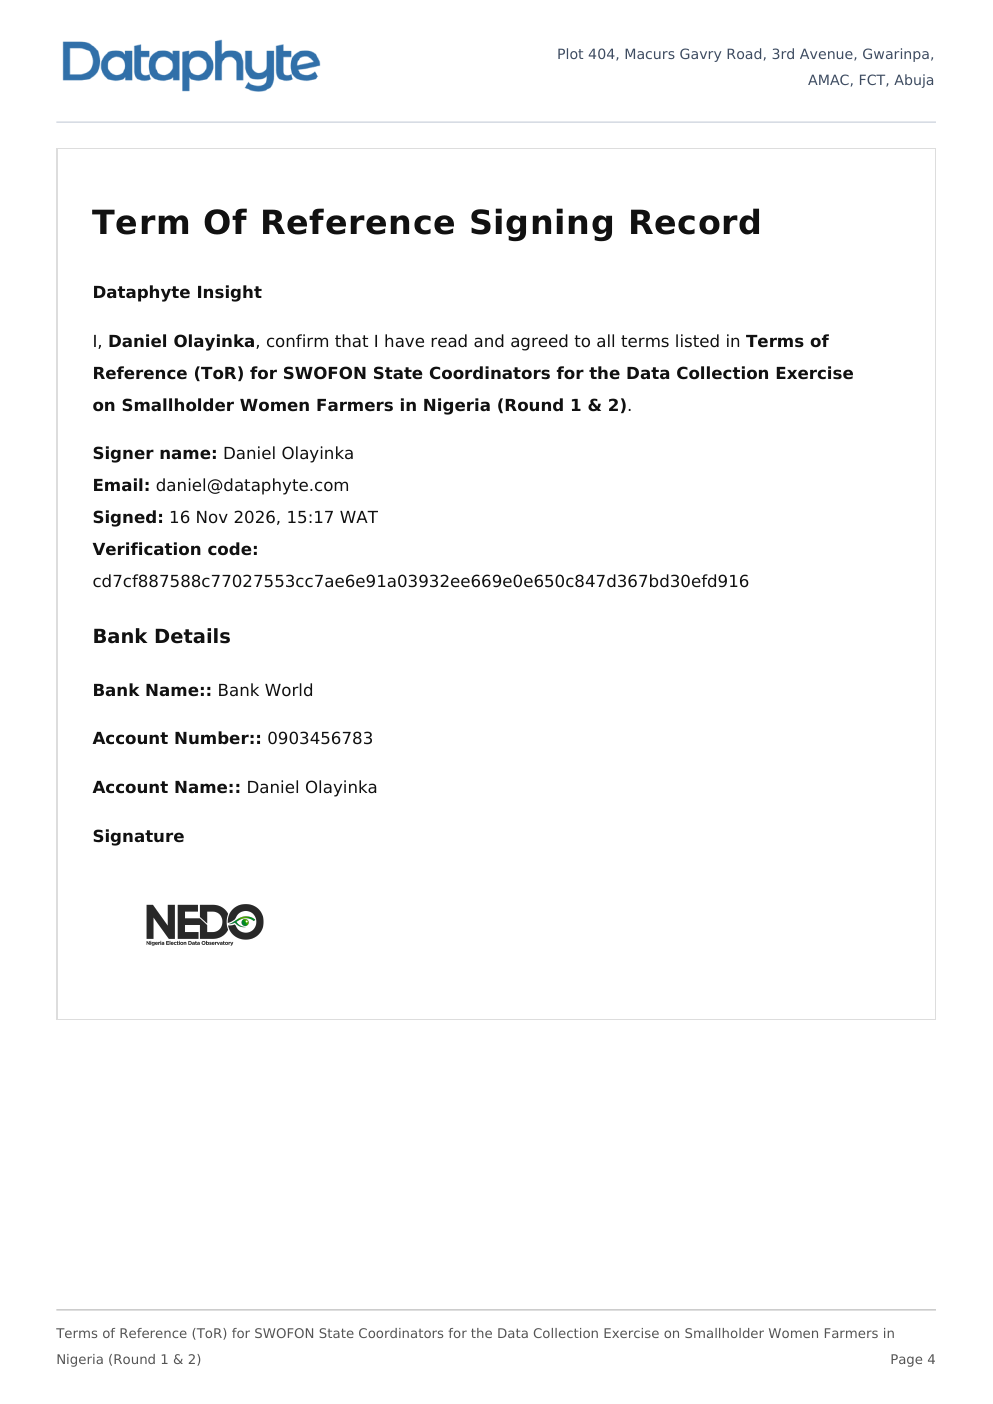 Dataphyte
Plot 404, Macurs Gavry Road, 3rd Avenue, Gwarinpa,
AMAC, FCT, Abuja
Term Of Reference Signing Record
Dataphyte Insight
I, Daniel Olayinka, confirm that I have read and agreed to all terms listed in Terms of
Reference (ToR) for SWOFON State Coordinators for the Data Collection Exercise
on Smallholder Women Farmers in Nigeria (Round 1 & 2).
Signer name: Daniel Olayinka
Email: daniel@dataphyte.com
Signed: 16 Nov 2026, 15:17 WAT
Verification code:
cd7cf887588c77027553cc7ae6e91a03932ee669e0e650c847d367bd30efd916
Bank Details
Bank Name:: Bank World
Account Number:: 0903456783
Account Name:: Daniel Olayinka
Signature
NEDO
Nigeria Election Data Observatory
Terms of Reference (ToR) for SWOFON State Coordinators for the Data Collection Exercise on Smallholder Women Farmers in
Nigeria (Round 1 & 2)
Page 4